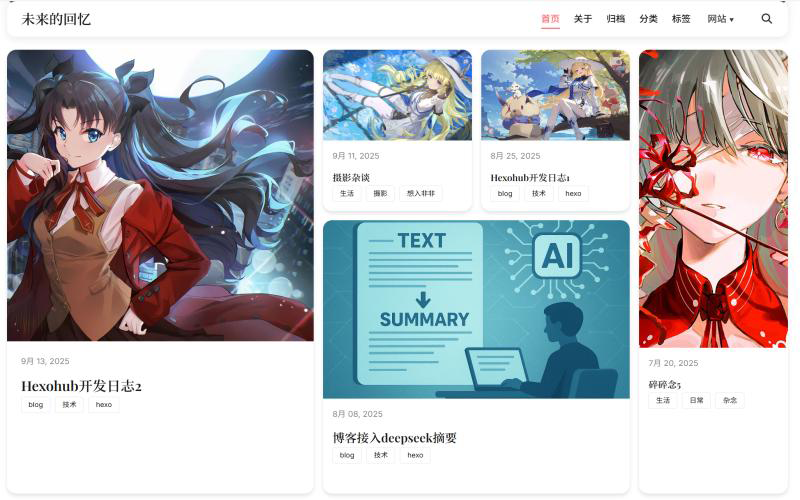 未来的回忆
首页 关于 归档 分类 标签 网站 ▼
9月 13, 2025
Hexohub开发日志2
blog 技术 hexo
9月 11, 2025
摄影杂谈
生活 摄影 想入非非
8月 25, 2025
Hexohub开发日志1
blog 技术 hexo
TEXT
SUMMARY
AI
8月 08, 2025
博客接入deepseek摘要
blog 技术 hexo
7月 20, 2025
碎碎念5
生活 日常 杂念